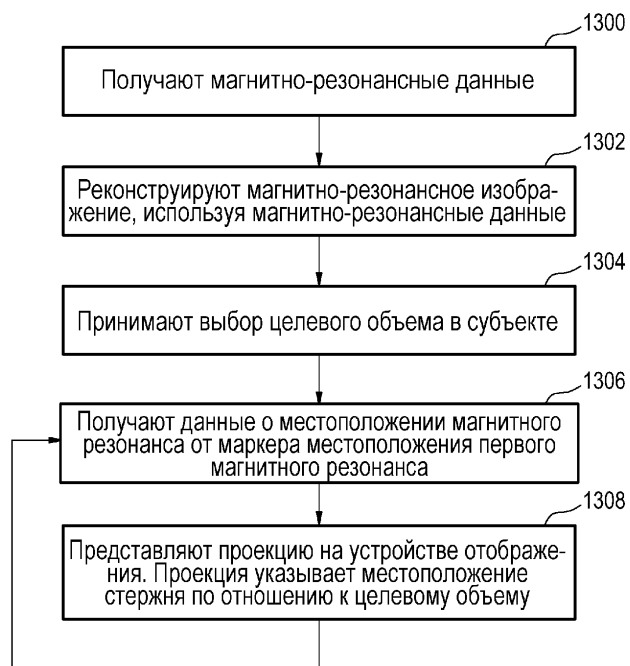 1300
Получают магнитно-резонансные данные
1302
Реконструируют магнитно-резонансное изобра-
жение, используя магнитно-резонансные данные
1304
Принимают выбор целевого объема в субъекте
1306
Получают данные о местоположении магнитного
резонанса от маркера местоположения первого
магнитного резонанса
1308
Представляют проекцию на устройстве отображе-
ния. Проекция указывает местоположение
стержня по отношению к целевому объему